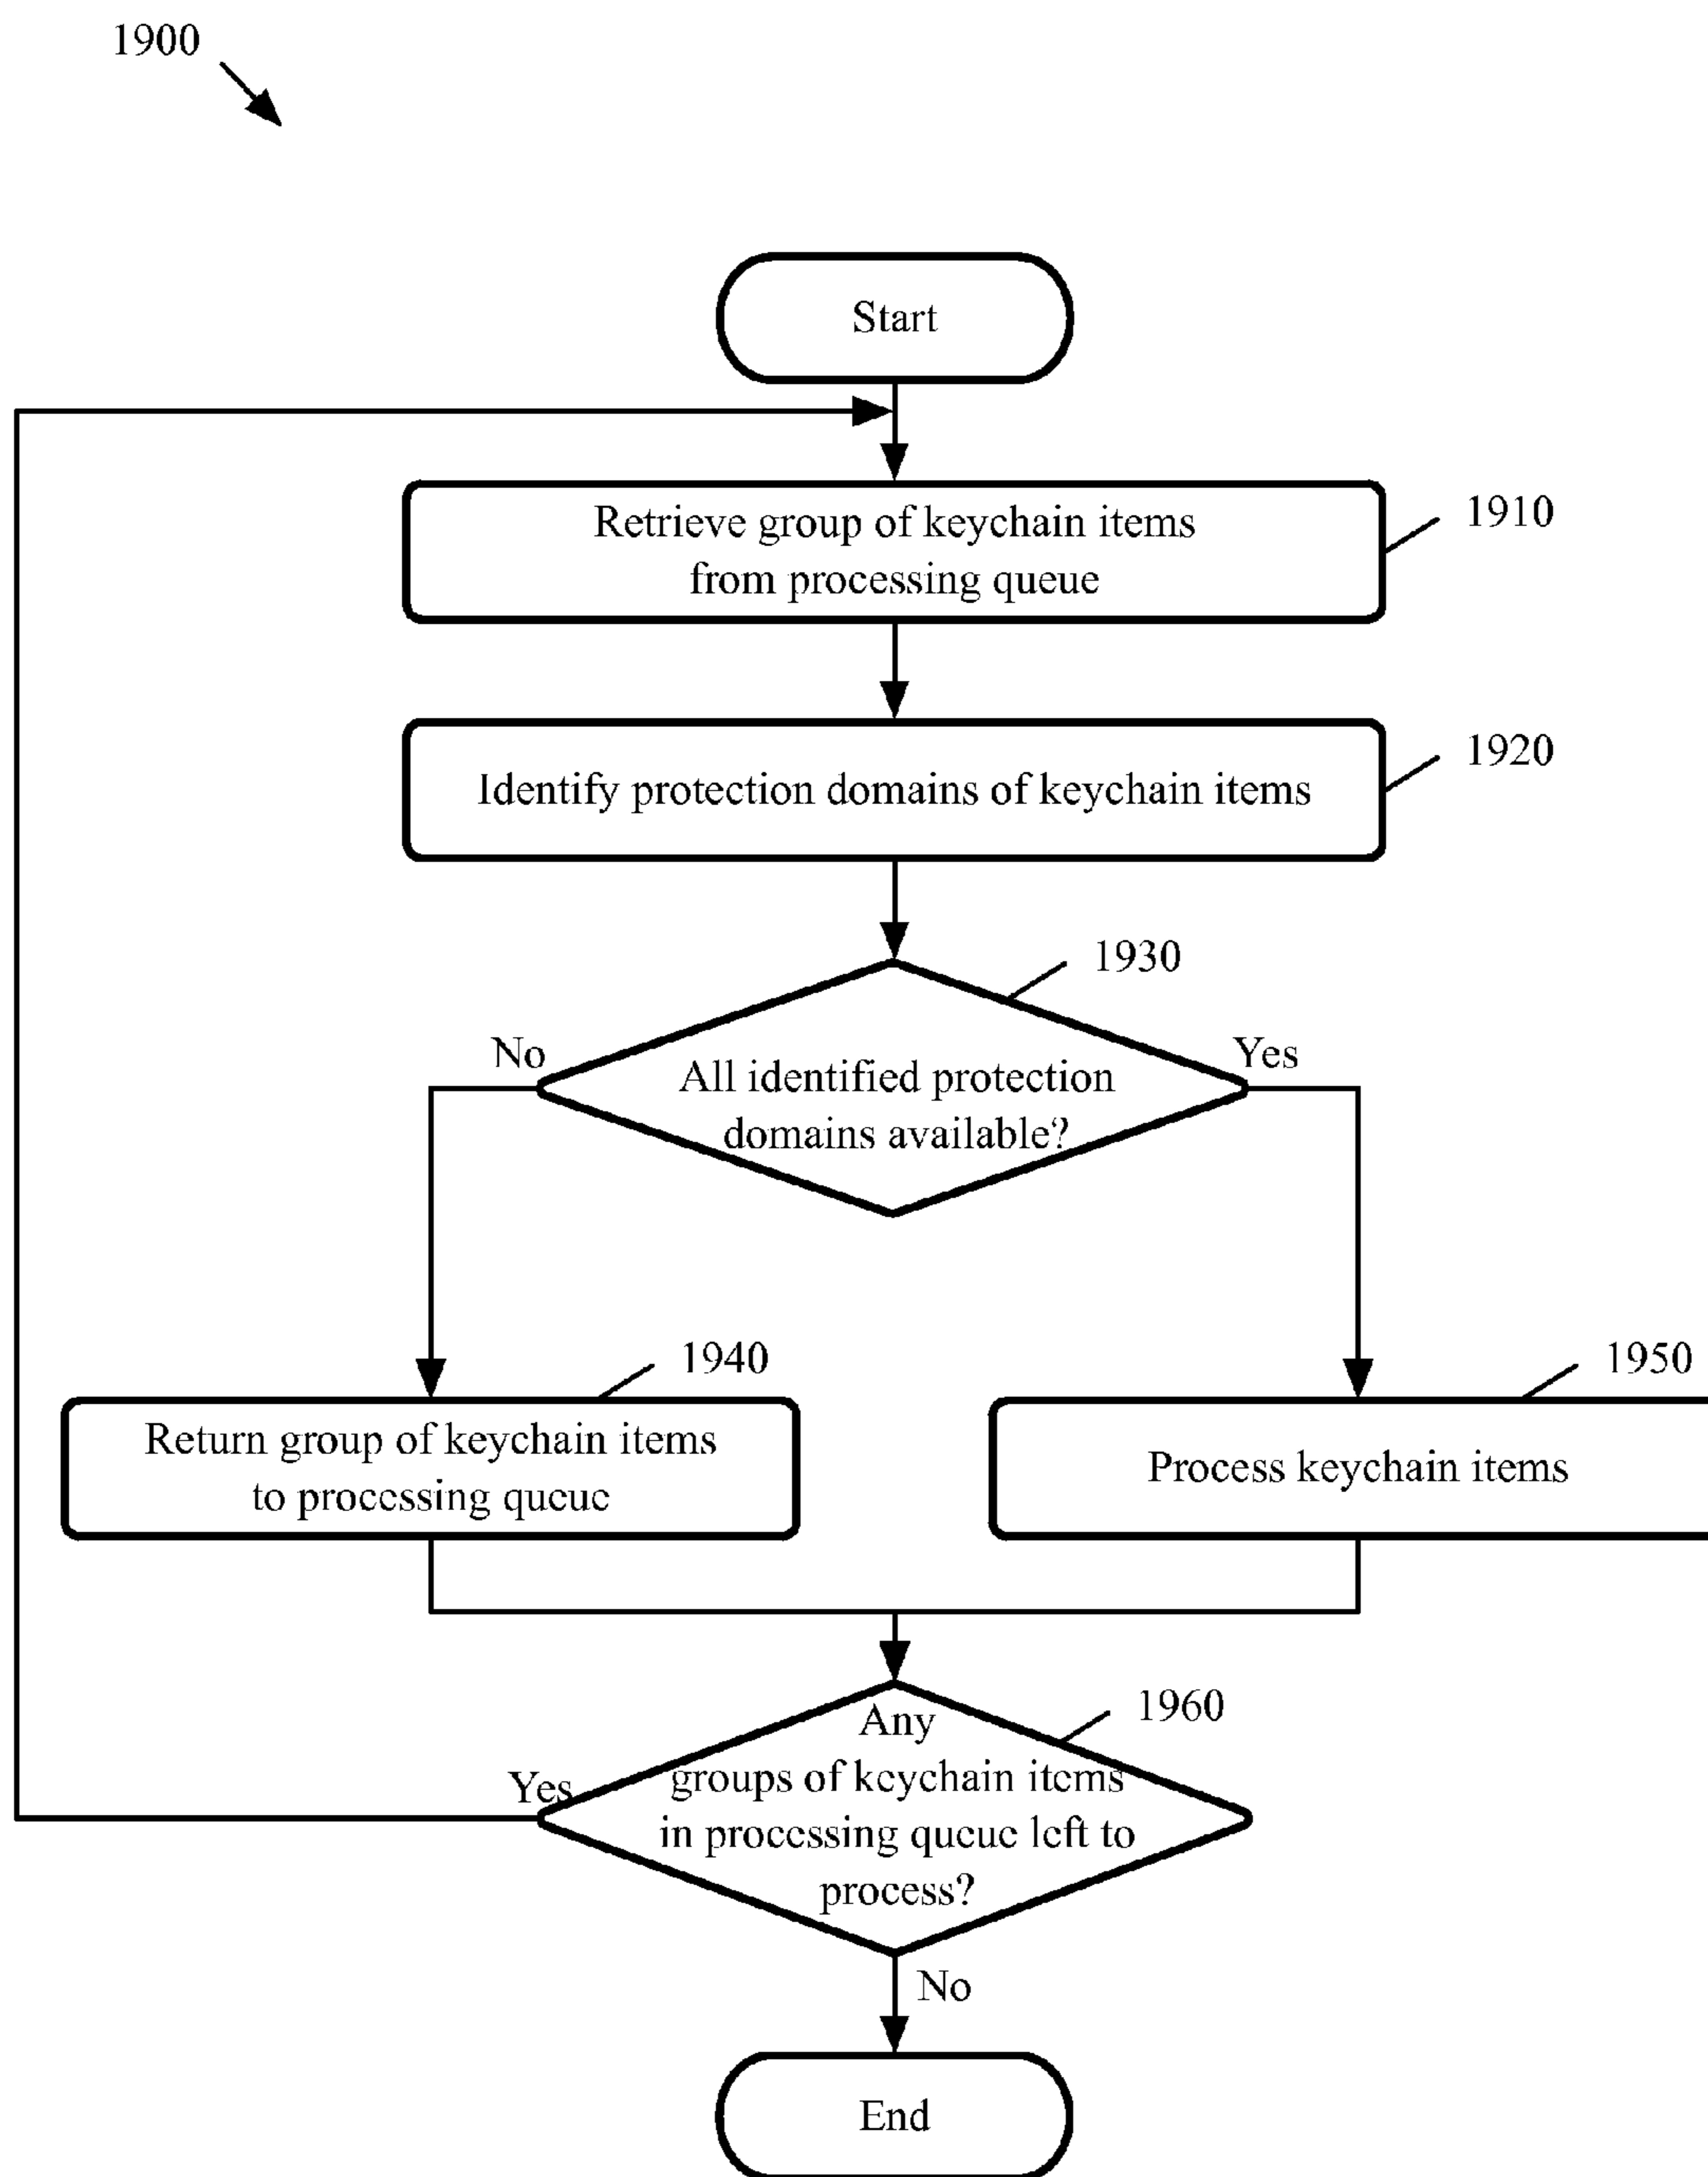 1900
Start
Retrieve group of keychain items
from processing queue
1910
Identify protection domains of keychain items
1920
1930
No
Yes
All identified protection
domains available?
1940
1950
Return group of keychain items
to processing queue
Process keychain items
1960
Any
groups of keychain items
in processing queue left to
process?
Yes
No
End